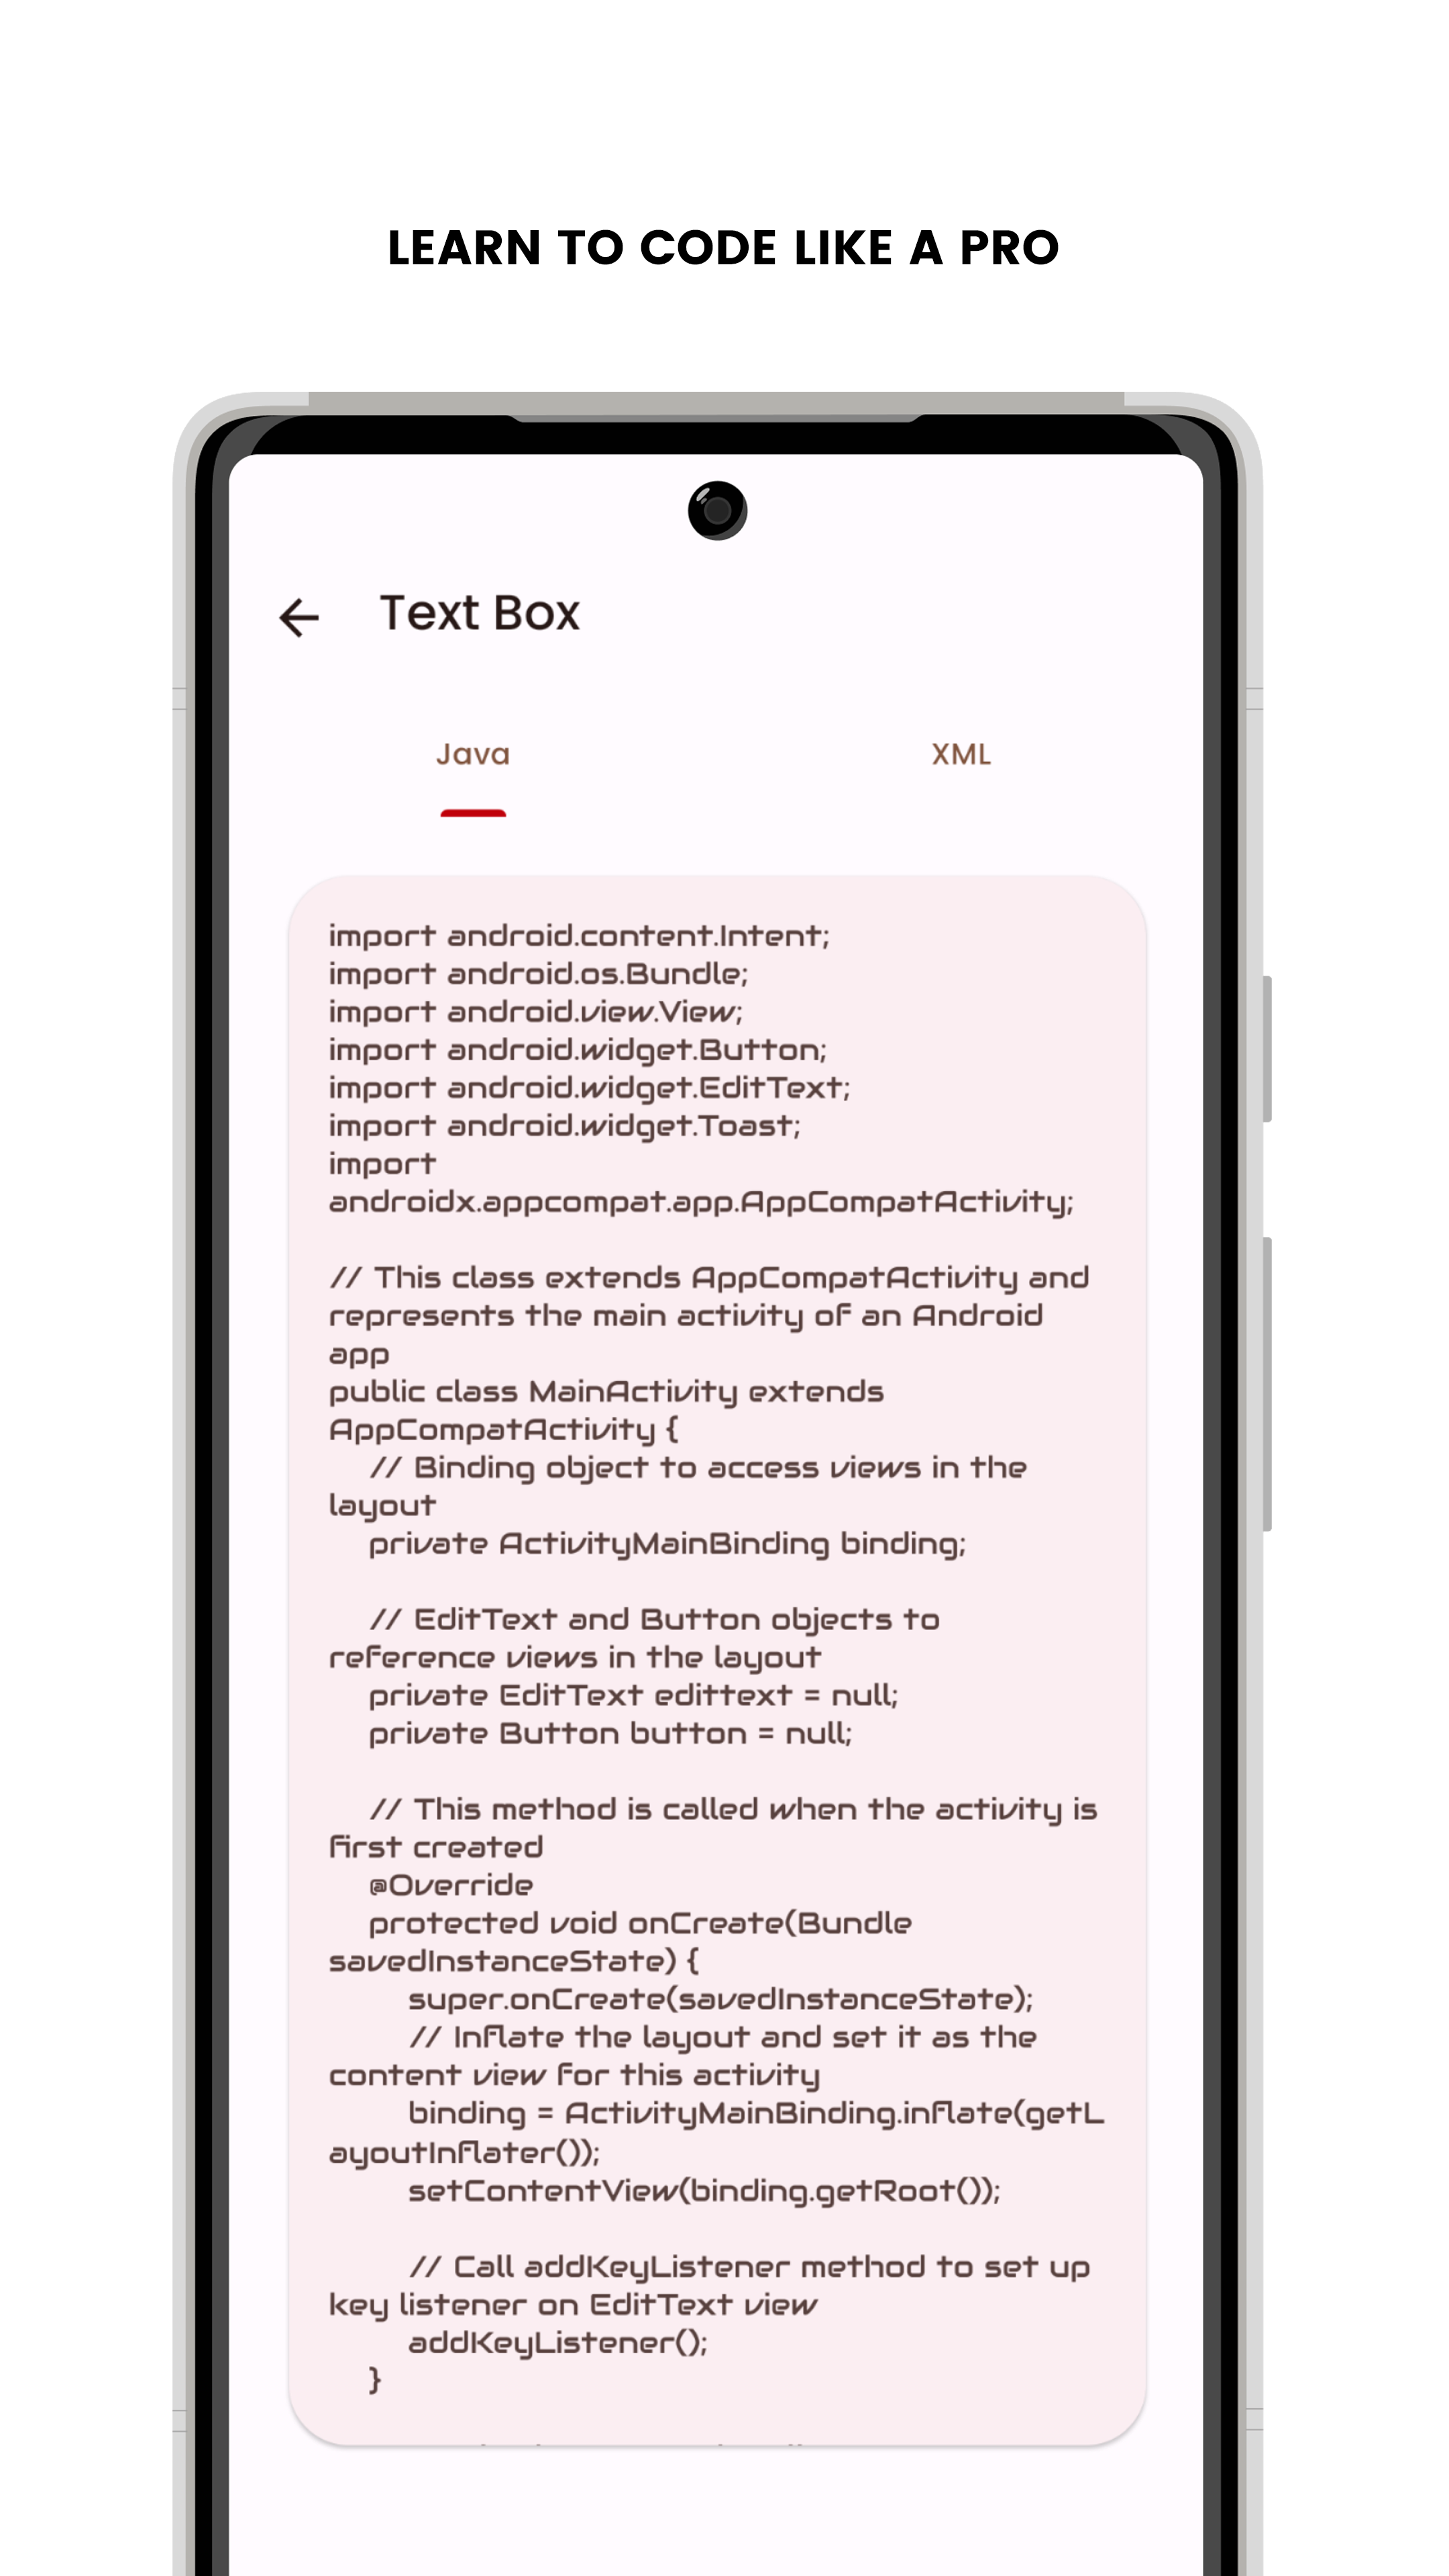 LEARN TO CODE LIKE A PRO
Text Box
Java
XML
import android.content.Intent;
import android.os.Bundle;
import android.view.View;
import android.widget.Button;
import android.widget.EditText;
import android.widget.Toast;
import
androidx.appcompat.app.AppCompatActivity;
// This class extends AppCompatActivity and
represents the main activity of an Android
app
public class MainActivity extends
AppCompatActivity {
// Binding object to access views in the
layout
private ActivityMainBinding binding;
// EditText and Button objects to
reference views in the layout
private EditText edittext = null;
private Button button = null;
// This method is called when the activity is
first created
@Override
protected void onCreate(Bundle
savedInstanceState) {
super.onCreate(savedInstanceState);
// Inflate the layout and set it as the
content view for this activity
binding = ActivityMainBinding.inflate(getL
ayoutInflater());
setContentView(binding.getRoot());
// Call addKeyListener method to set up
key listener on EditText view
addKeyListener();
}